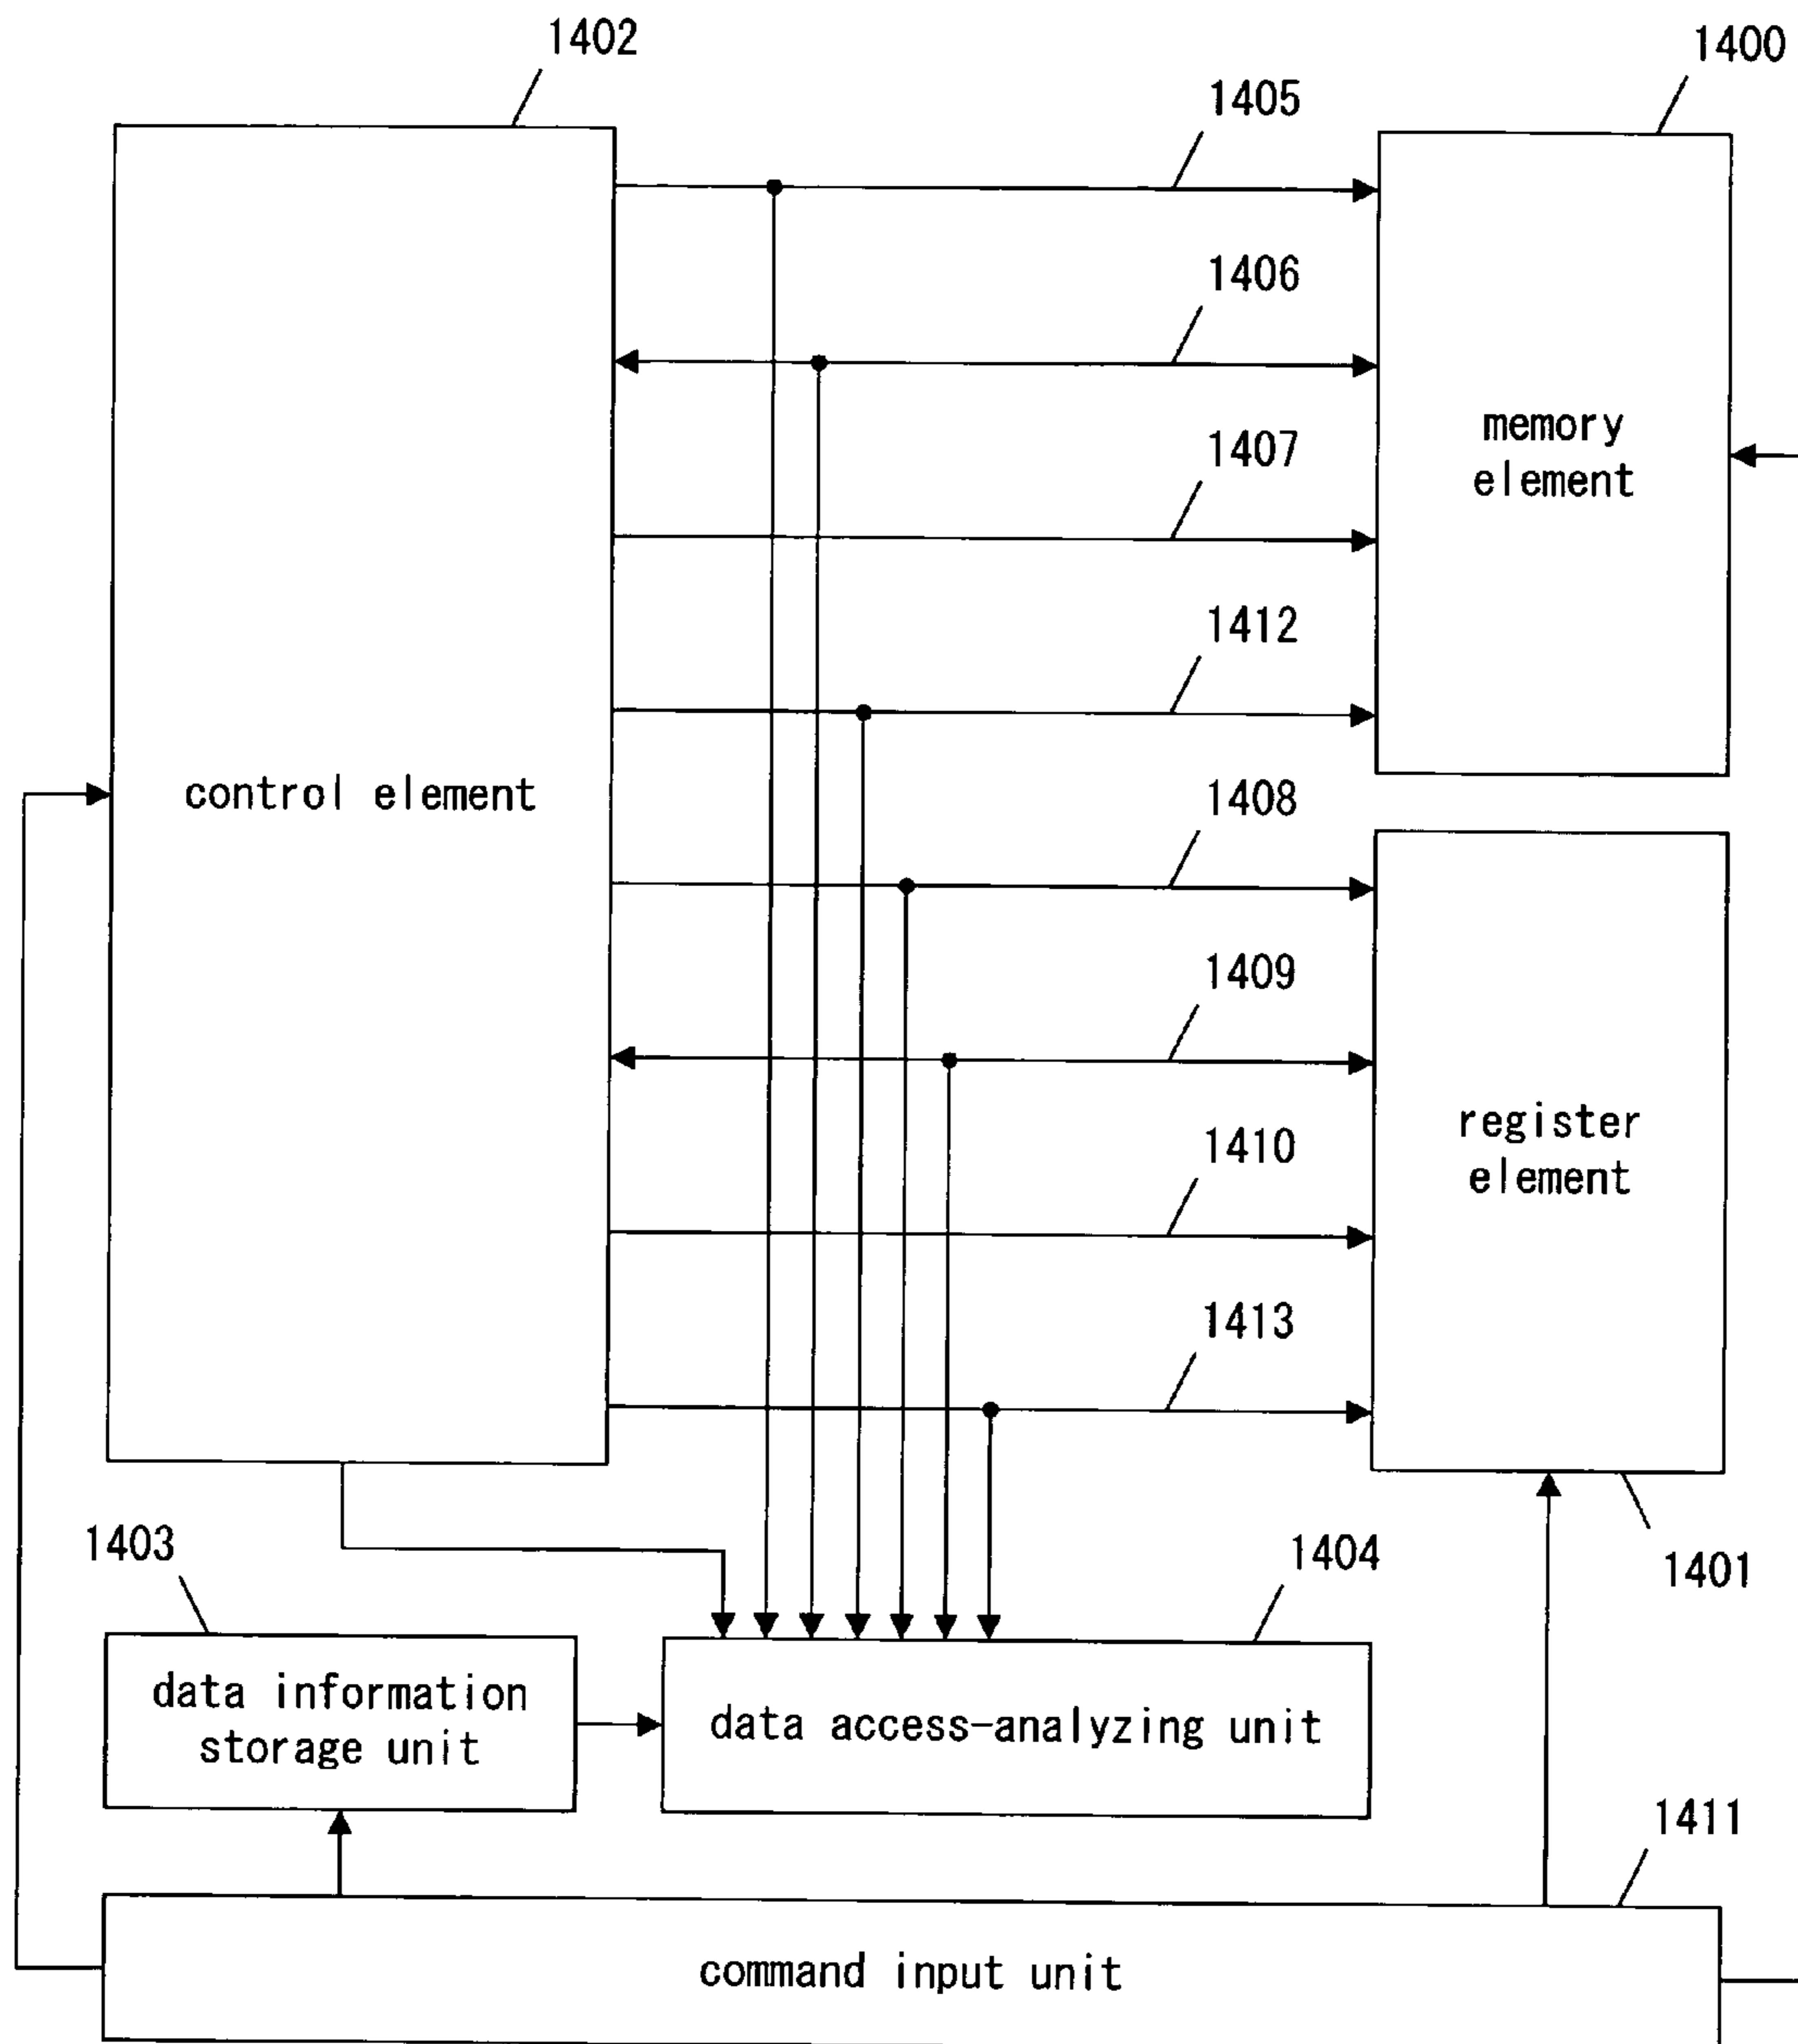 1402
1400
1405
1406
memory
element
1407
1412
control element
1408
1409
register
element
1410
1413
1403
1404
1401
data information
storage unit
data access-analyzing unit
1411
command input unit